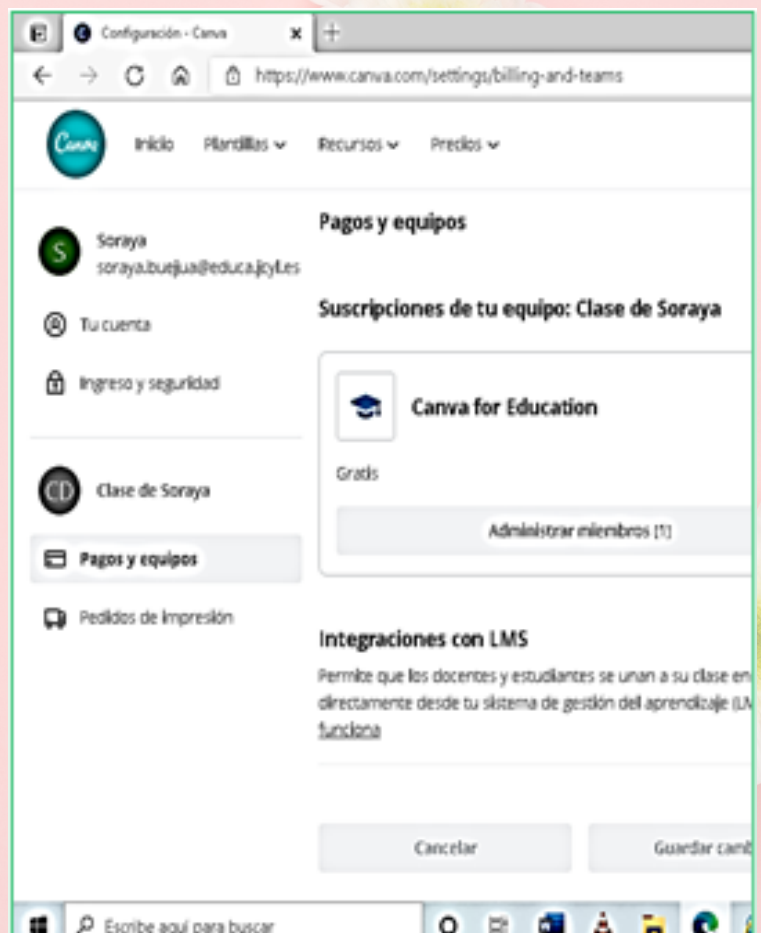 Configuración - Canva
https://www.canva.com/settings/billing-and-teams
Canva
Inicio Plantillas Recursos Precios
Pagos y equipos
S
Soraya
soraya.buejua@educa.jcyl.es
Suscripciones de tu equipo: Clase de Soraya
Tu cuenta
Ingreso y seguridad
Canva for Education
Gratis
CD
Clase de Soraya
Administrar miembros (1)
Pagos y equipos
Pedidos de impresión
Integraciones con LMS
Permite que los docentes y estudiantes se unan a su clase en
directamente desde tu sistema de gestión del aprendizaje
funciona
Cancelar Guardar camb
Escribe aquí para buscar